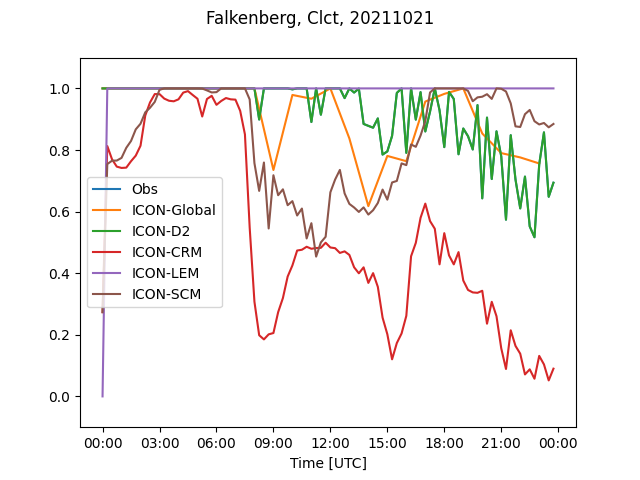 Falkenberg, Clct, 20211021
1.0
0.8
0.6
0.4
0.2
0.0
Obs
ICON-Global
ICON-D2
ICON-CRM
ICON-LEM
ICON-SCM
00:00 03:00 06:00 09:00 12:00 15:00 18:00 21:00 00:00
Time [UTC]